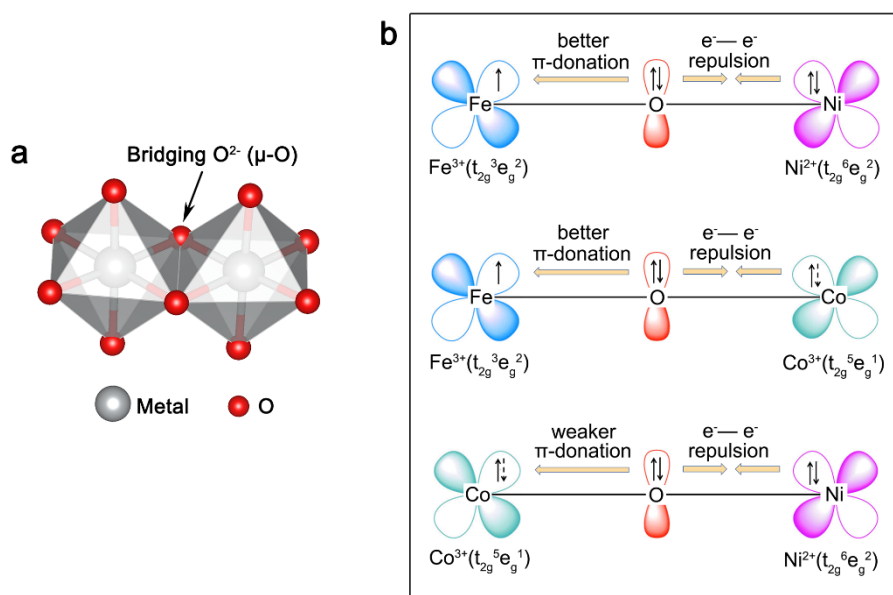 a
Bridging O²⁻ (μ-O)
Metal
O
b
better
π-donation
e⁻— e⁻
repulsion
Fe
O
Ni
Fe³⁺(t₂g³eg²)
Ni²⁺(t₂g⁶eg²)
better
π-donation
e⁻— e⁻
repulsion
Fe
O
Co
Fe³⁺(t₂g³eg²)
Co³⁺(t₂g⁵eg¹)
weaker
π-donation
e⁻— e⁻
repulsion
Co
O
Ni
Co³⁺(t₂g⁵eg¹)
Ni²⁺(t₂g⁶eg²)